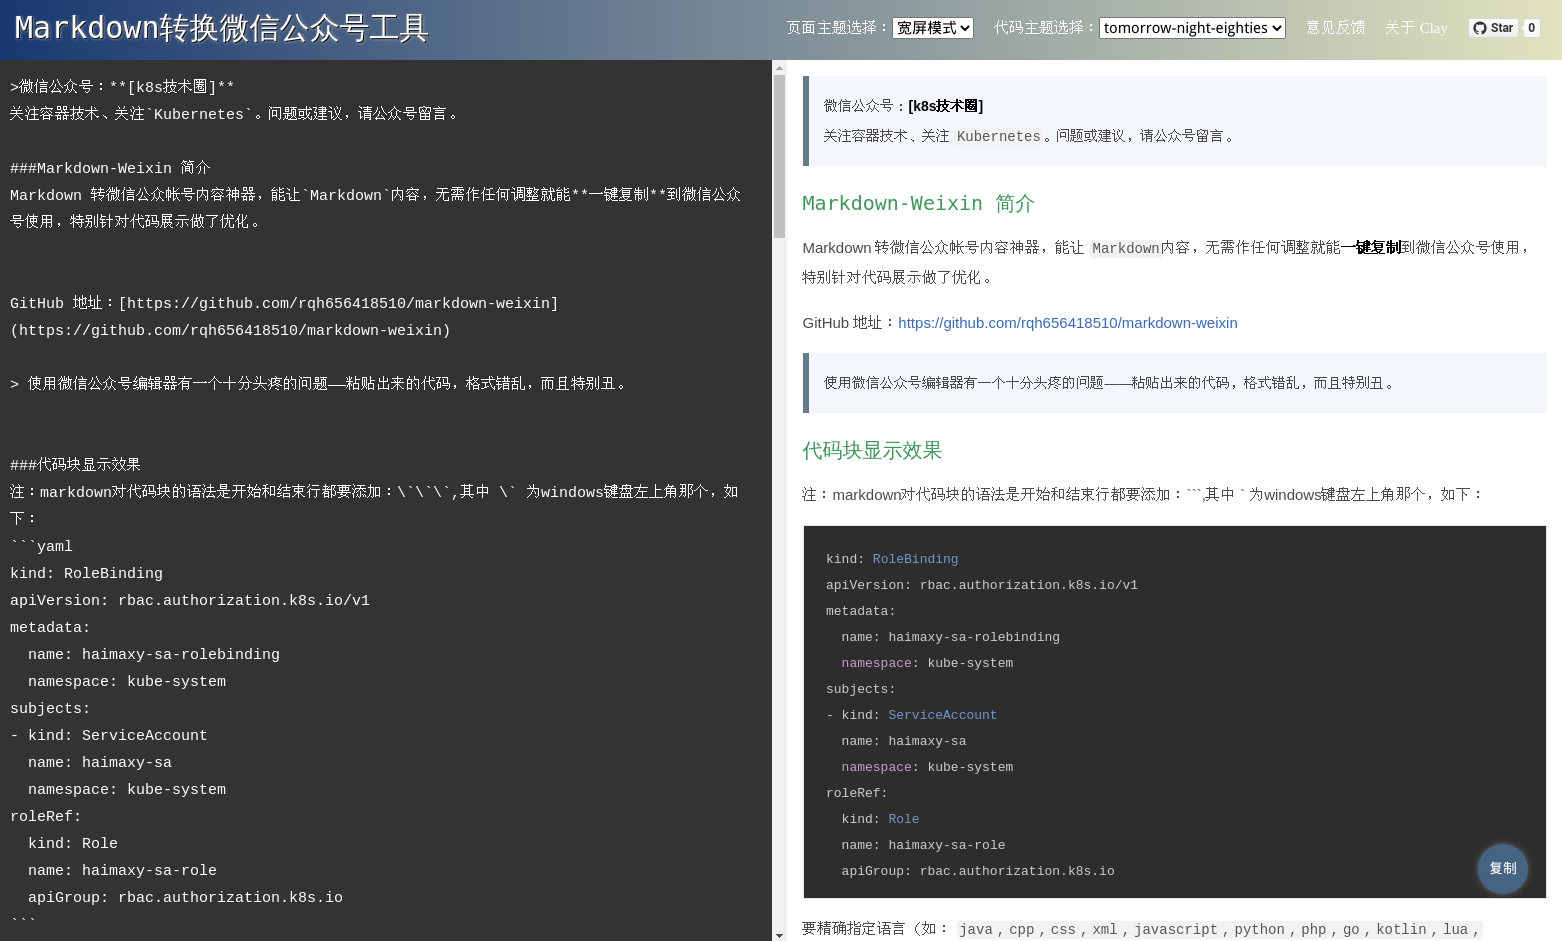 Markdown转换微信公众号工具
页面主题选择：宽屏模式 代码主题选择：tomorrow-night-eighties 意见反馈 关于 Clay Star 0
>微信公众号：**[k8s技术圈]**
关注容器技术、关注`Kubernetes`。问题或建议，请公众号留言。
###Markdown-Weixin 简介
Markdown 转微信公众帐号内容神器，能让`Markdown`内容，无需作任何调整就能**一键复制**到微信公众
号使用，特别针对代码展示做了优化。
GitHub 地址：[https://github.com/rqh656418510/markdown-weixin]
(https://github.com/rqh656418510/markdown-weixin)
> 使用微信公众号编辑器有一个十分头疼的问题——粘贴出来的代码，格式错乱，而且特别丑。
###代码块显示效果
注：markdown对代码块的语法是开始和结束行都要添加：\`\`\`,其中 \` 为windows键盘左上角那个，如
下：
```yaml
kind: RoleBinding
apiVersion: rbac.authorization.k8s.io/v1
metadata:
  name: haimaxy-sa-rolebinding
  namespace: kube-system
subjects:
- kind: ServiceAccount
  name: haimaxy-sa
  namespace: kube-system
roleRef:
  kind: Role
  name: haimaxy-sa-role
  apiGroup: rbac.authorization.k8s.io
```
微信公众号：[k8s技术圈]
关注容器技术、关注 Kubernetes。问题或建议，请公众号留言。
Markdown-Weixin 简介
Markdown 转微信公众帐号内容神器，能让 Markdown内容，无需作任何调整就能一键复制到微信公众号使用，
特别针对代码展示做了优化。
GitHub 地址：https://github.com/rqh656418510/markdown-weixin
使用微信公众号编辑器有一个十分头疼的问题——粘贴出来的代码，格式错乱，而且特别丑。
代码块显示效果
注：markdown对代码块的语法是开始和结束行都要添加：```,其中 ` 为windows键盘左上角那个，如下：
kind: RoleBinding
apiVersion: rbac.authorization.k8s.io/v1
metadata:
  name: haimaxy-sa-rolebinding
  namespace: kube-system
subjects:
- kind: ServiceAccount
  name: haimaxy-sa
  namespace: kube-system
roleRef:
  kind: Role
  name: haimaxy-sa-role
  apiGroup: rbac.authorization.k8s.io
复制
要精确指定语言（如： java , cpp , css , xml , javascript , python , php , go , kotlin , lua ,